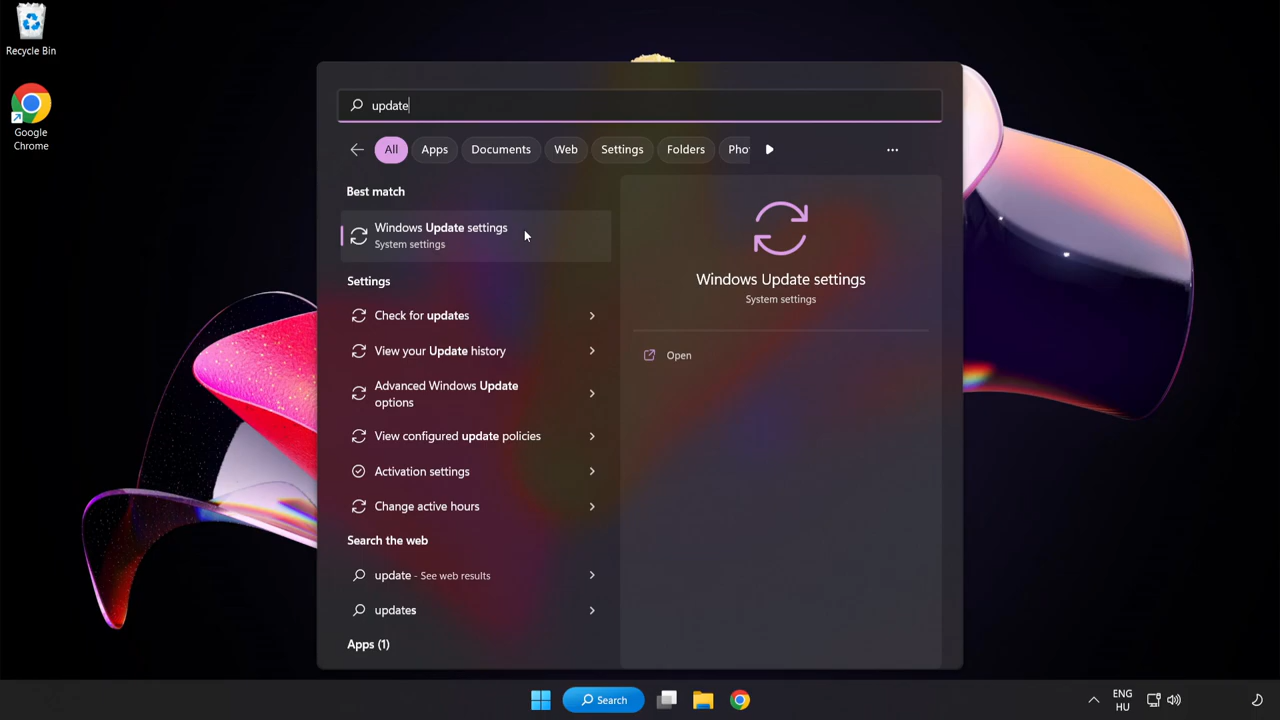 Recycle Bin
Google
Chrome
update
All Apps Documents Web Settings Folders Pho
Best match
Windows Update settings
System settings
Settings
Check for updates
View your Update history
Advanced Windows Update
options
View configured update policies
Activation settings
Change active hours
Search the web
update - See web results
updates
Apps (1)
Windows Update settings
System settings
Open
Search
ENG
HU